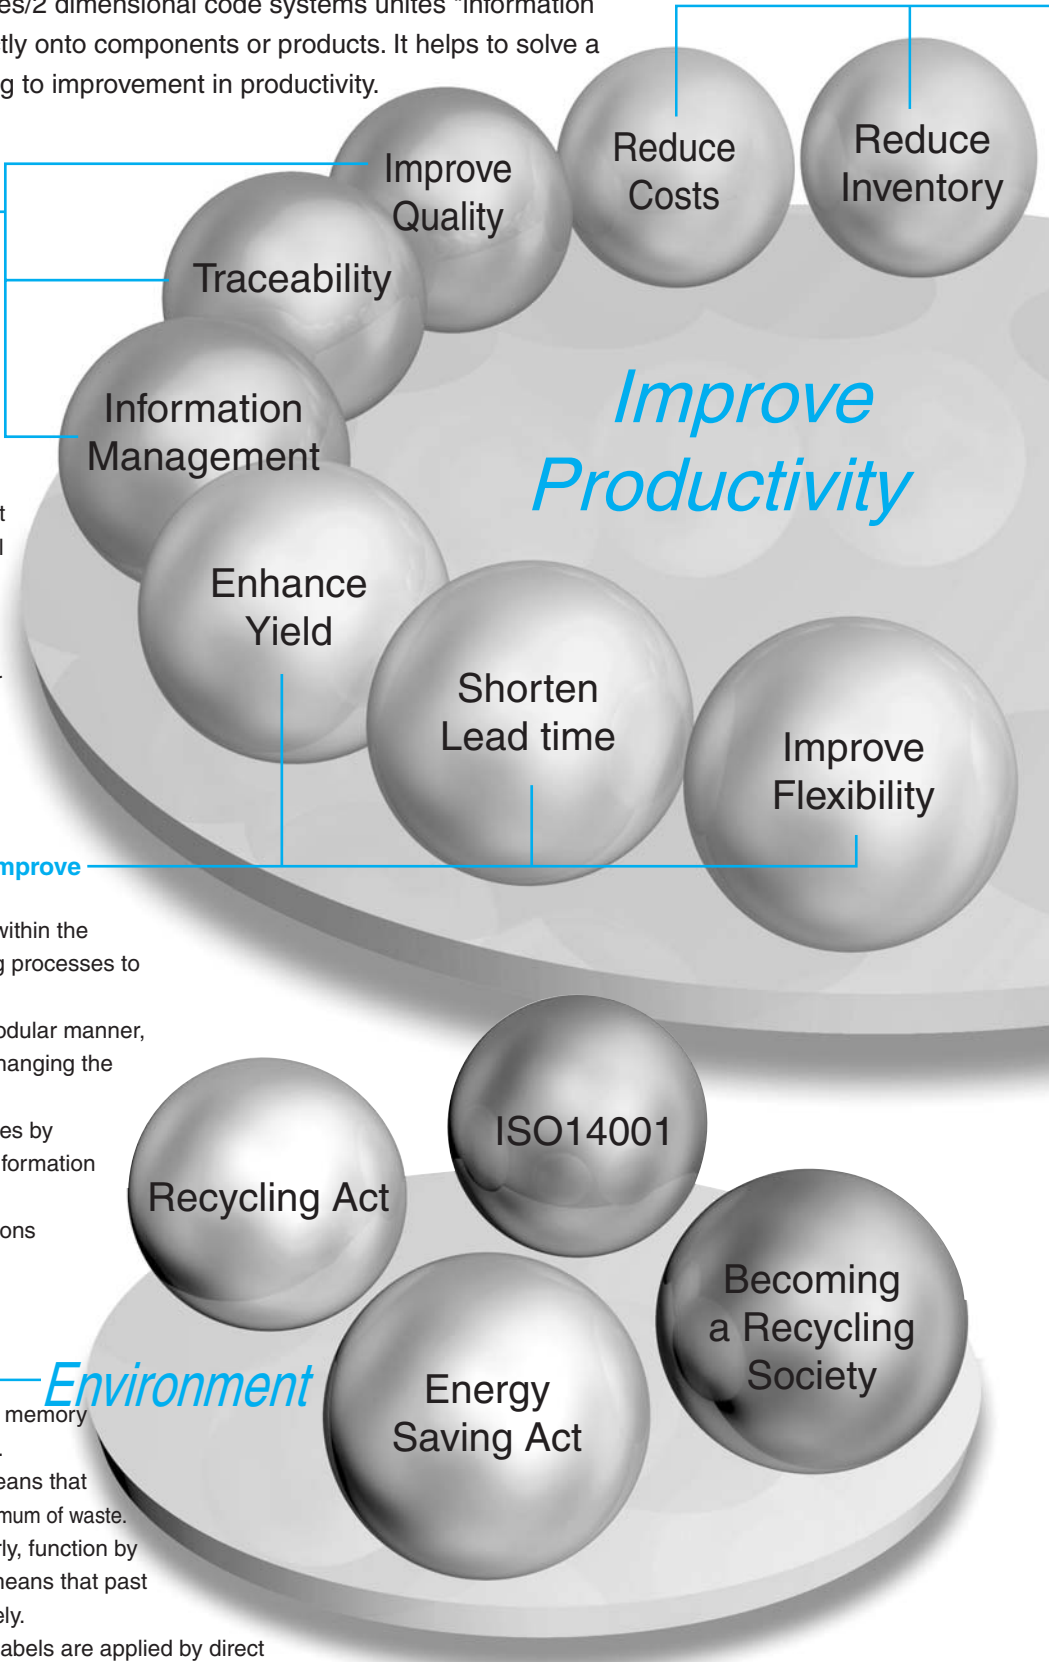 es/2 dimensional code systems unites "Information
tly onto components or products. It helps to solve a
g to improvement in productivity.
Reduce
Costs
Reduce
Inventory
Improve
Quality
Traceability
Information
Management
Improve
Productivity
t
l
Enhance
Yield
Shorten
Lead time
Improve
Flexibility
mprove
within the
g processes to
odular manner,
hanging the
es by
nformation
ons
ISO14001
Recycling Act
Becoming
a Recycling
Society
Energy
Saving Act
Environment
memory
.
eans that
mum of waste.
rly, function by
means that past
ely.
labels are applied by direct